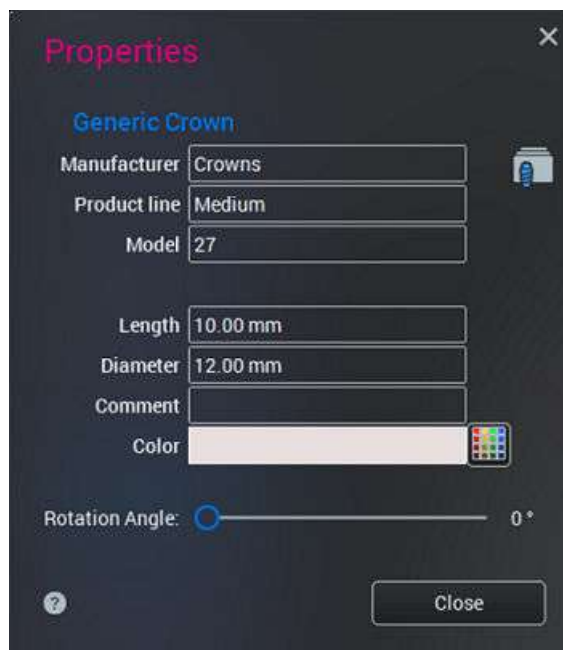 Properties
Generic Crown
Manufacturer Crowns
Product line Medium
Model 27
Length 10.00 mm
Diameter 12.00 mm
Comment
Color
Rotation Angle: 0 °
? Close